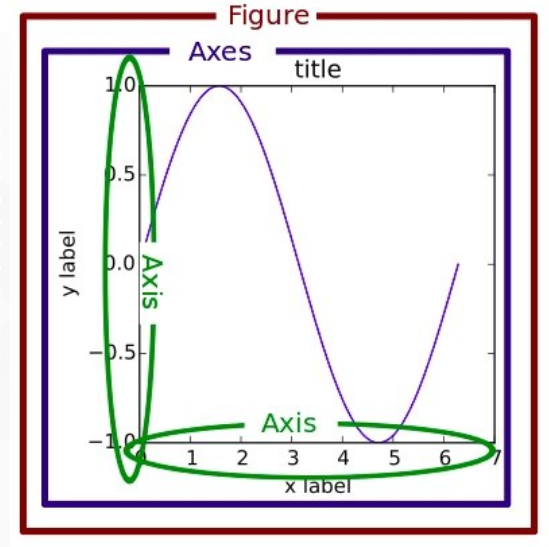 Figure
Axes
title
1.0
0.5
0.0
−0.5
−1.0
y label
Axis
Axis
0 1 2 3 4 5 6 7
x label